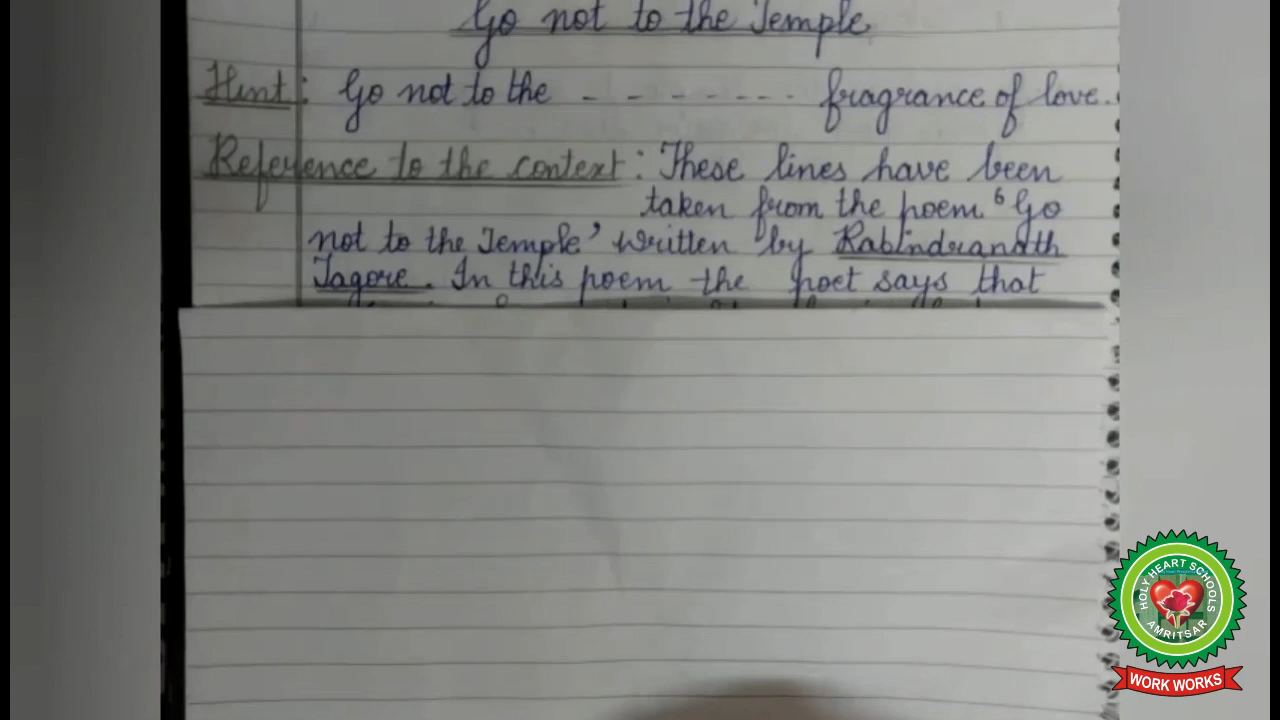 Go not to the Temple
Hint: Go not to the - - - - - - - - fragrance of love.
Reference to the context: These lines have been
taken from the poem ‘Go
not to the Temple’ written by Rabindranath
Tagore. In this poem the poet says that
HOLY HEART SCHOOLS
AMRITSAR
WORK WORKS